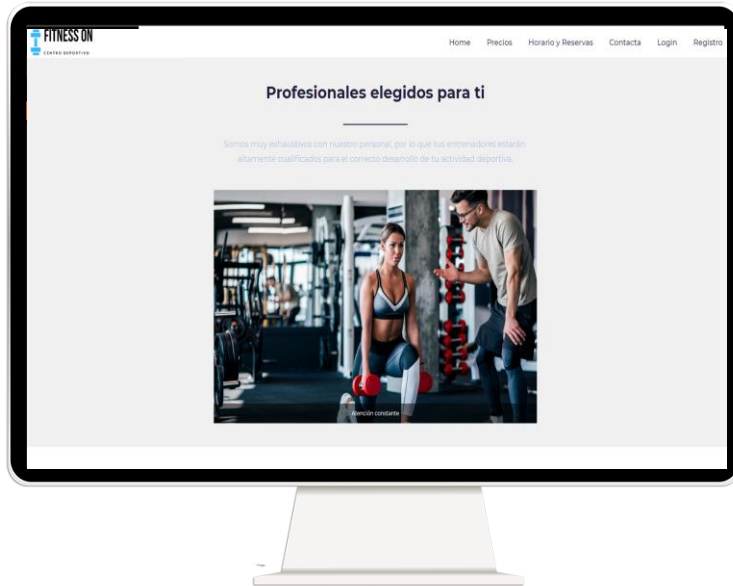 FITNESS ON
CENTRO DEPORTIVO
Home Precios Horario y Reservas Contacta Login Registro
Profesionales elegidos para ti
Somos muy exhaustivos con nuestro personal, por lo que tus entrenadores estarán
altamente cualificados para el correcto desarrollo de tu actividad deportiva.
Atención constante